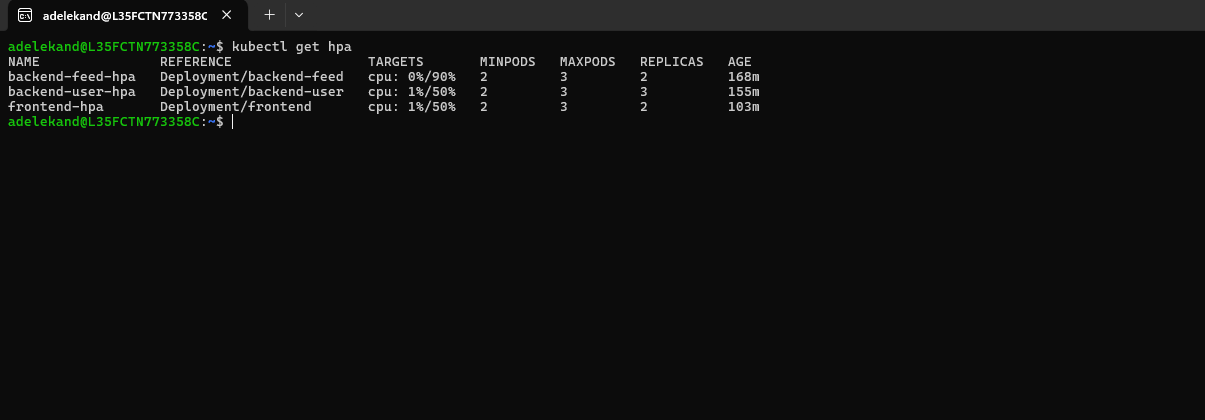 adelekand@L35FCTN773358C
adelekand@L35FCTN773358C:~$ kubectl get hpa
NAME               REFERENCE                 TARGETS       MINPODS   MAXPODS   REPLICAS   AGE
backend-feed-hpa   Deployment/backend-feed   cpu: 0%/90%   2         3         2          168m
backend-user-hpa   Deployment/backend-user   cpu: 1%/50%   2         3         3          155m
frontend-hpa       Deployment/frontend       cpu: 1%/50%   2         3         2          103m
adelekand@L35FCTN773358C:~$